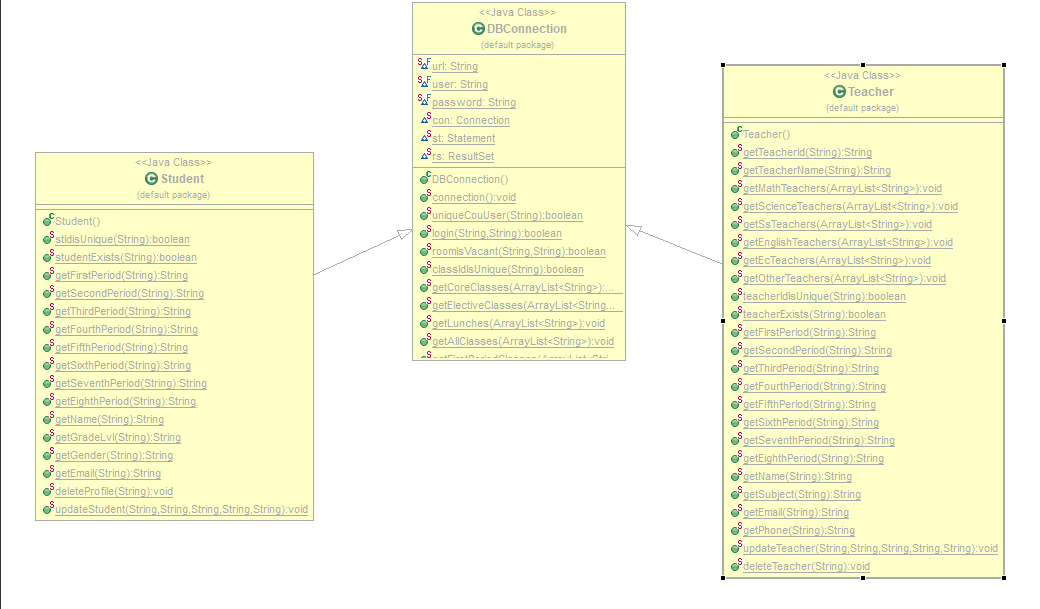 <<Java Class>>
DBConnection
(default package)
url: String
user: String
password: String
con: Connection
st: Statement
rs: ResultSet
DBConnection()
connection():void
uniqueCouUser(String):boolean
login(String,String):boolean
roomIsVacant(String,String):boolean
classIdIsUnique(String):boolean
getCoreClasses(ArrayList<String>):...
getElectiveClasses(ArrayList<String...
getLunches(ArrayList<String>):void
getAllClasses(ArrayList<String>):void
getFirstPeriodClasses(ArrayList<Stri...
<<Java Class>>
Student
(default package)
Student()
stIdisUnique(String):boolean
studentExists(String):boolean
getFirstPeriod(String):String
getSecondPeriod(String):String
getThirdPeriod(String):String
getFourthPeriod(String):String
getFifthPeriod(String):String
getSixthPeriod(String):String
getSeventhPeriod(String):String
getEighthPeriod(String):String
getName(String):String
getGradeLvl(String):String
getGender(String):String
getEmail(String):String
deleteProfile(String):void
updateStudent(String,String,String,String,String):void
<<Java Class>>
Teacher
(default package)
Teacher()
getTeacherId(String):String
getTeacherName(String):String
getMathTeachers(ArrayList<String>):void
getScienceTeachers(ArrayList<String>):void
getSsTeachers(ArrayList<String>):void
getEnglishTeachers(ArrayList<String>):void
getEcTeachers(ArrayList<String>):void
getOtherTeachers(ArrayList<String>):void
teacherIdIsUnique(String):boolean
teacherExists(String):boolean
getFirstPeriod(String):String
getSecondPeriod(String):String
getThirdPeriod(String):String
getFourthPeriod(String):String
getFifthPeriod(String):String
getSixthPeriod(String):String
getSeventhPeriod(String):String
getEighthPeriod(String):String
getName(String):String
getSubject(String):String
getEmail(String):String
getPhone(String):String
updateTeacher(String,String,String,String,String):void
deleteTeacher(String):void